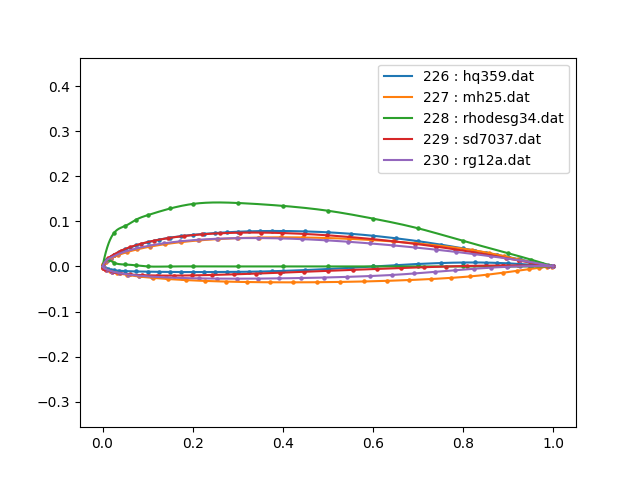 226 : hq359.dat
227 : mh25.dat
228 : rhodesg34.dat
229 : sd7037.dat
230 : rg12a.dat
0.4
0.3
0.2
0.1
0.0
−0.1
−0.2
−0.3
0.0 0.2 0.4 0.6 0.8 1.0